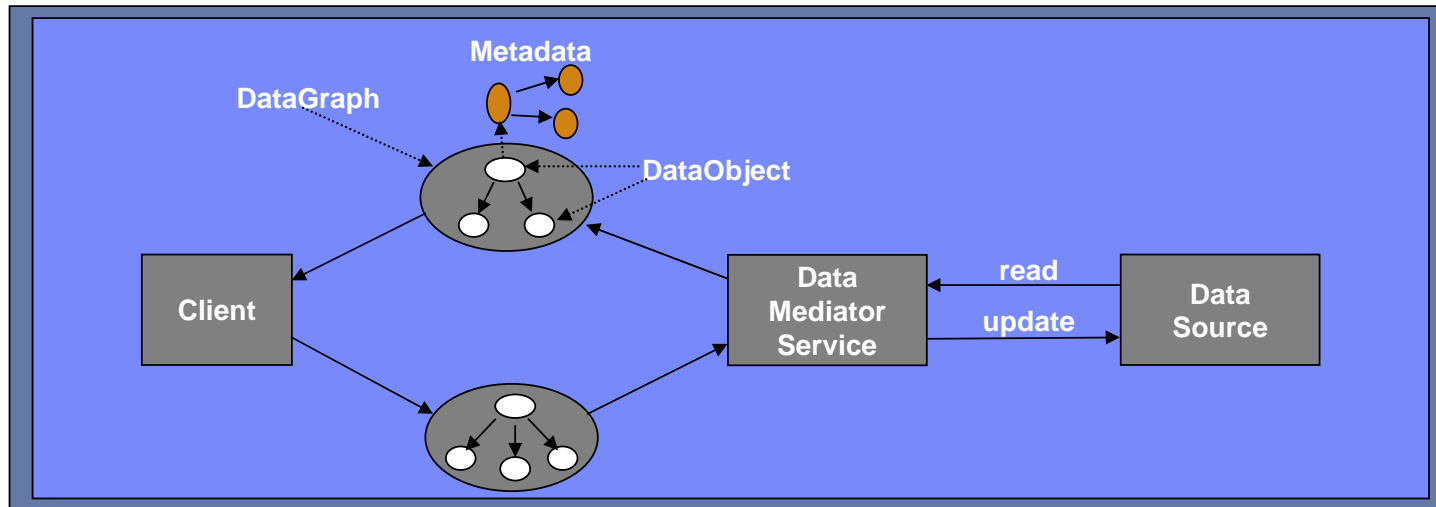 Metadata
DataGraph
DataObject
Client
Data
Mediator
Service
read
update
Data
Source